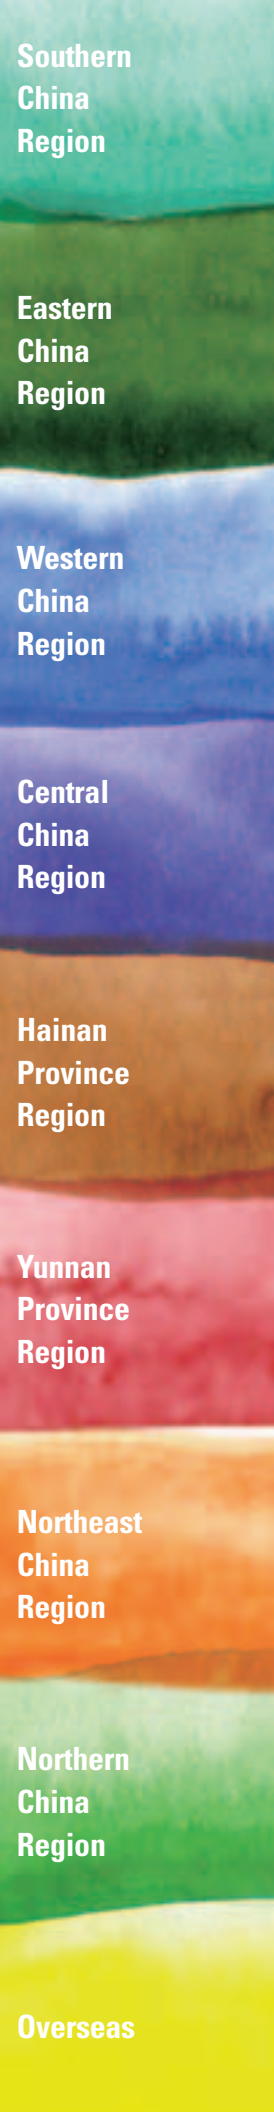 Southern
China
Region
Eastern
China
Region
Western
China
Region
Central
China
Region
Hainan
Province
Region
Yunnan
Province
Region
Northeast
China
Region
Northern
China
Region
Overseas